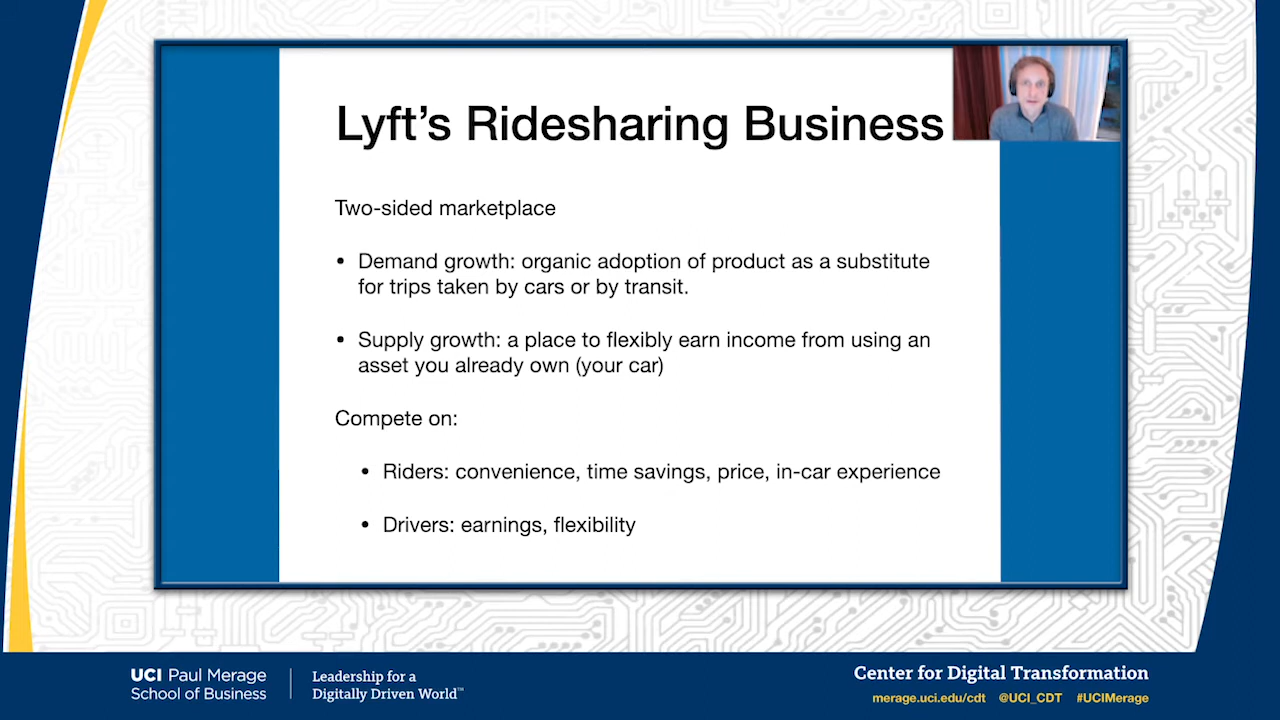 Lyft's Ridesharing Business
Two-sided marketplace
• Demand growth: organic adoption of product as a substitute
for trips taken by cars or by transit.
• Supply growth: a place to flexibly earn income from using an
asset you already own (your car)
Compete on:
• Riders: convenience, time savings, price, in-car experience
• Drivers: earnings, flexibility
UCI Paul Merage
School of Business
Leadership for a
Digitally Driven World™
Center for Digital Transformation
merage.uci.edu/cdt @UCI_CDT #UCIMerage